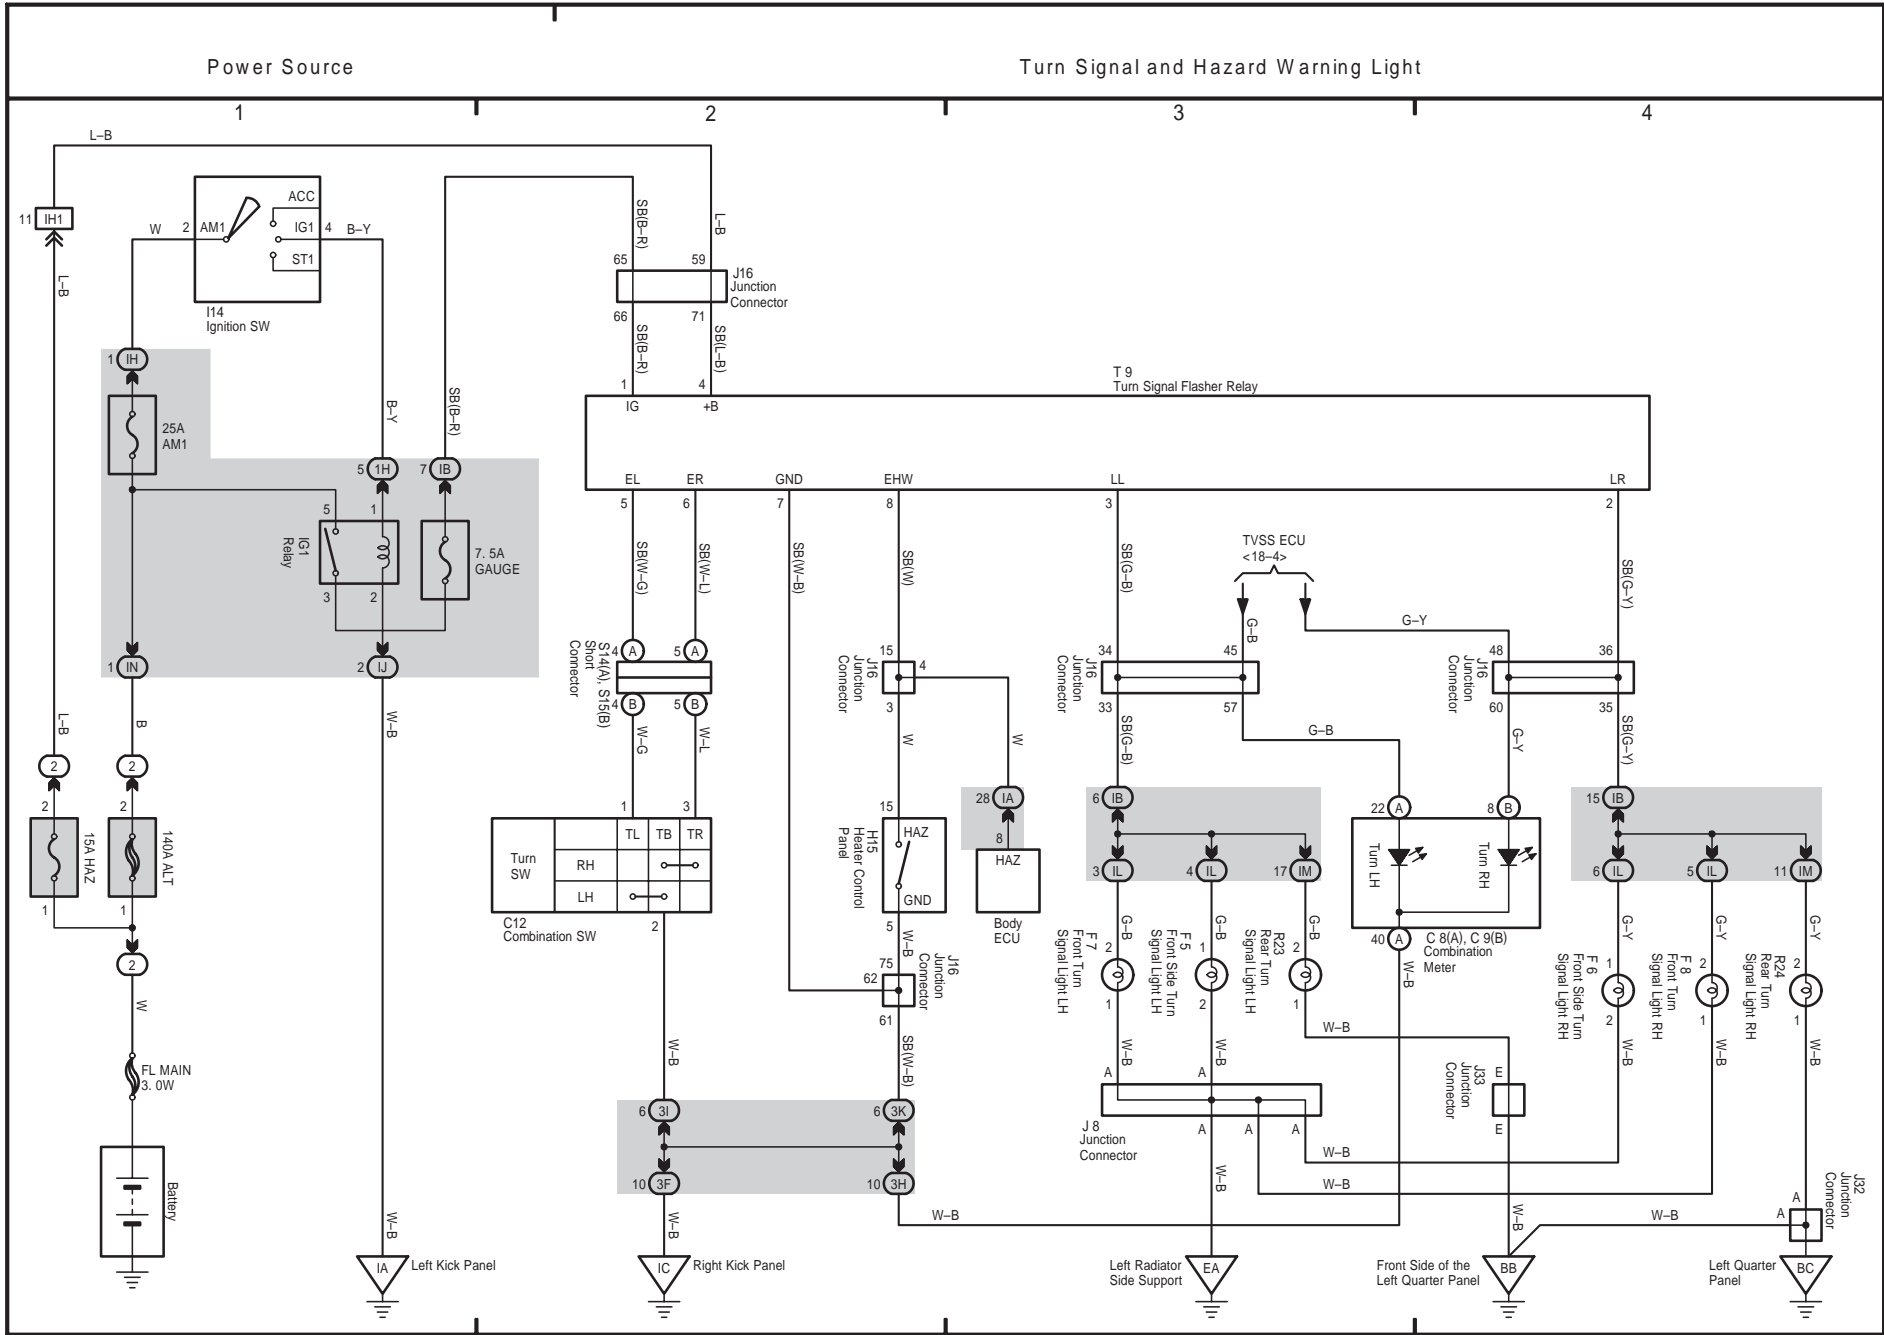 Power Source
Turn Signal and Hazard Warning Light
1
2
3
4
L–B
11
IH1
L–B
L–B
W
2
AM1
ACC
IG1
ST1
4
B–Y
I14
Ignition SW
1
IH
25A
AM1
B–Y
5
1H
7
IB
SB(B–R)
5
1
IG1
Relay
3
2
7. 5A
GAUGE
1
IN
2
IJ
B
W–B
2
2
2
2
15A HAZ
140A ALT
1
1
2
W
FL MAIN
3. 0W
Battery
W–B
IA
Left Kick Panel
SB(B–R)
L–B
65
59
J16
Junction
Connector
66
71
SB(B–R)
SB(L–B)
1
4
IG
+B
T 9
Turn Signal Flasher Relay
EL
ER
GND
EHW
LL
LR
5
6
7
8
3
2
SB(W–G)
SB(W–L)
SB(W–B)
SB(W)
SB(G–B)
SB(G–Y)
S14(A), S15(B)
Short
Connector
4
A
5
A
4
B
5
B
W–G
W–L
1
3
Turn
SW
TL
TB
TR
RH
LH
C12
Combination SW
2
W–B
15
4
J16
Junction
Connector
3
W
W
15
HAZ
GND
H15
Heater Control
Panel
5
W–B
75
62
61
J16
Junction
Connector
SB(W–B)
28
IA
8
HAZ
Body
ECU
6
3I
6
3K
10
3F
10
3H
W–B
W–B
IC
Right Kick Panel
TVSS ECU
<18–4>
G–B
G–Y
34
45
J16
Junction
Connector
33
57
SB(G–B)
G–B
48
36
J16
Junction
Connector
60
35
G–Y
SB(G–Y)
6
IB
3
IL
4
IL
17
IM
22
A
8
B
Turn LH
Turn RH
40
A
C 8(A), C 9(B)
Combination
Meter
W–B
15
IB
6
IL
5
IL
11
IM
G–B
G–B
G–B
G–Y
G–Y
G–Y
F 7
Front Turn
Signal Light LH
2
1
F 5
Front Side Turn
Signal Light LH
1
2
R23
Rear Turn
Signal Light LH
2
1
F 6
Front Side Turn
Signal Light RH
1
2
F 8
Front Turn
Signal Light RH
2
1
R24
Rear Turn
Signal Light RH
2
1
W–B
W–B
W–B
W–B
W–B
W–B
A
A
J 8
Junction
Connector
A
A
A
W–B
W–B
W–B
E
J33
Junction
Connector
E
W–B
W–B
A
A
J32
Junction
Connector
Left Radiator
Side Support
EA
Front Side of the
Left Quarter Panel
BB
Left Quarter
Panel
BC